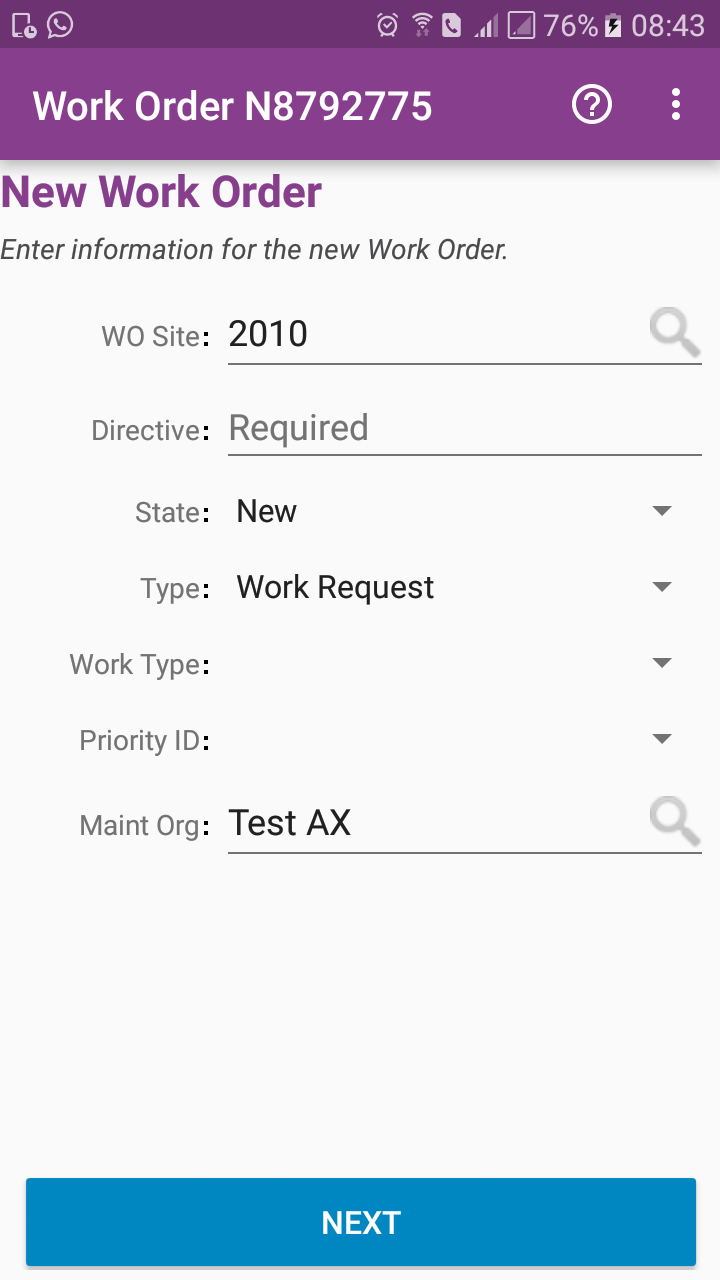 76% 08:43
Work Order N8792775
New Work Order
Enter information for the new Work Order.
WO Site: 2010
Directive: Required
State: New
Type: Work Request
Work Type:
Priority ID:
Maint Org: Test AX
NEXT